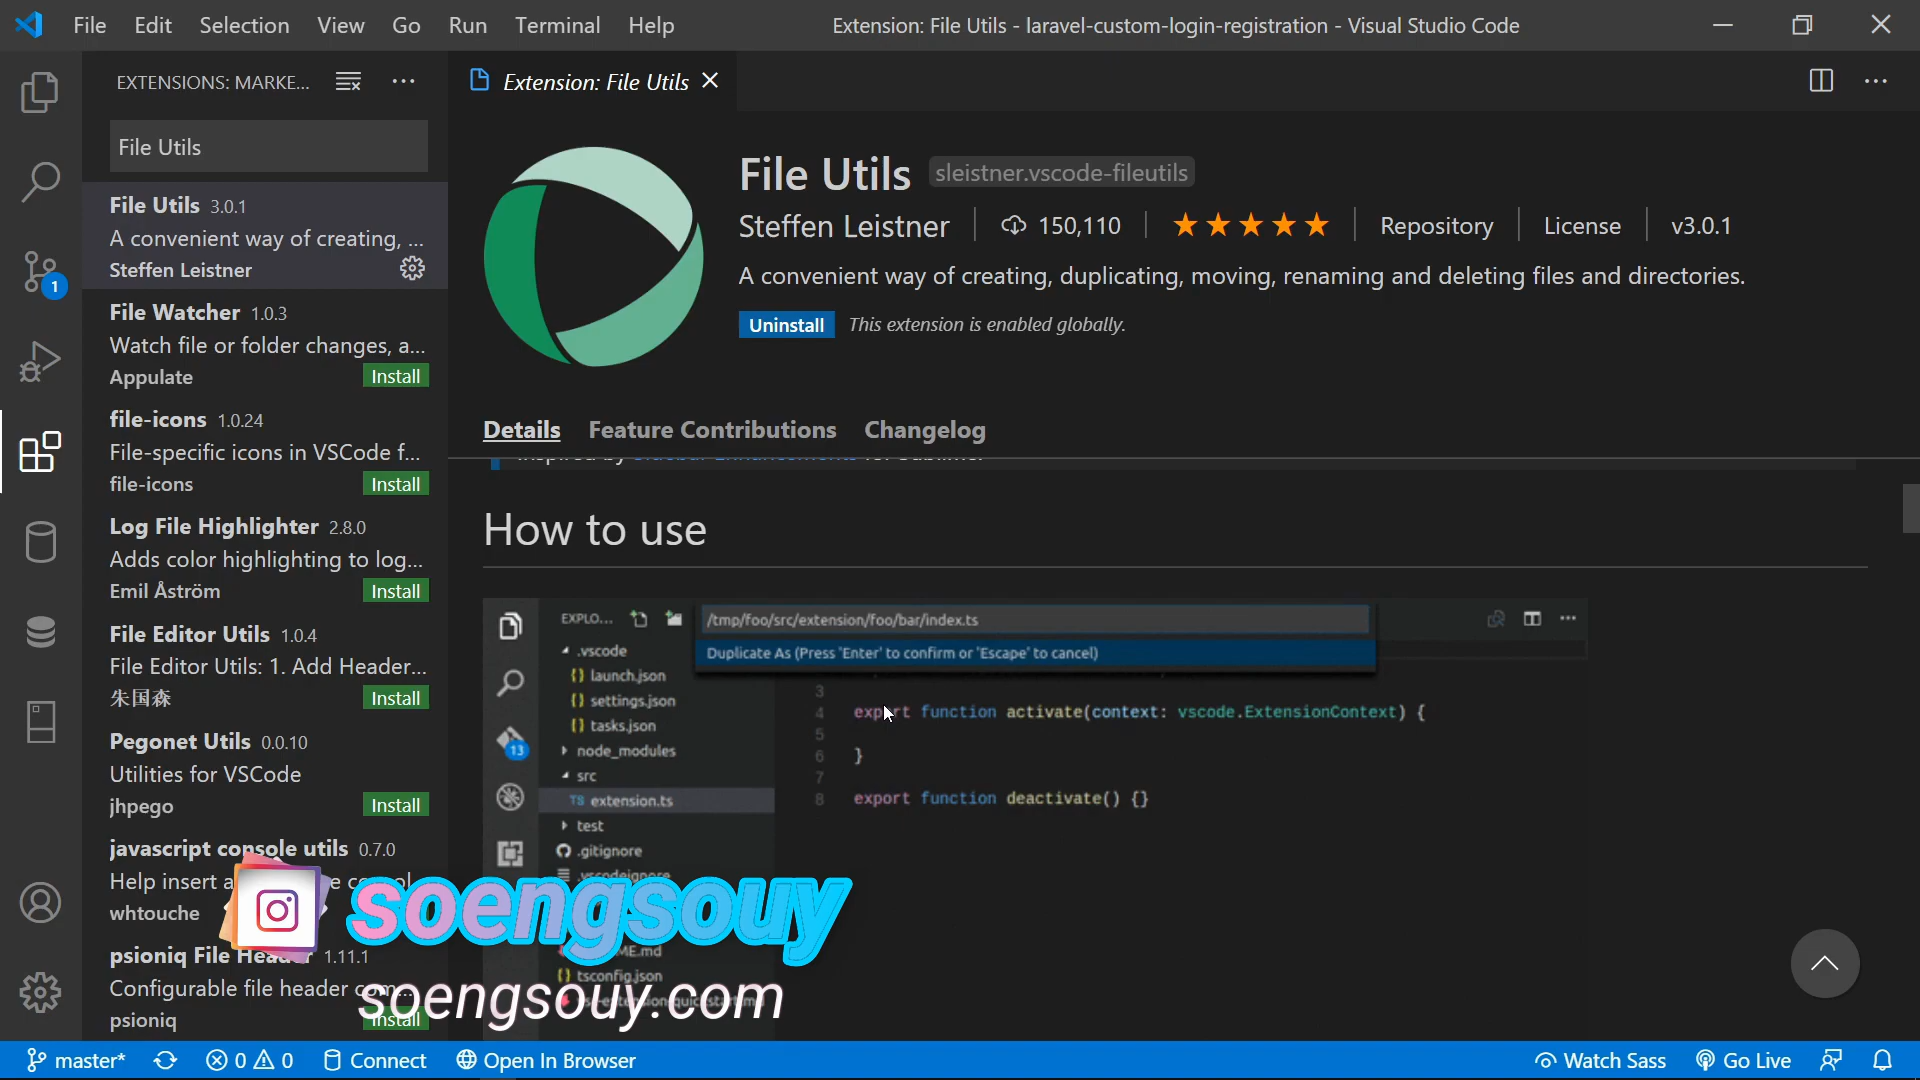 File Edit Selection View Go Run Terminal Help
Extension: File Utils - laravel-custom-login-registration - Visual Studio Code
EXTENSIONS: MARKE...
Extension: File Utils
File Utils
File Utils 3.0.1
A convenient way of creating, ...
Steffen Leistner
File Watcher 1.0.3
Watch file or folder changes, a...
Appulate
Install
file-icons 1.0.24
File-specific icons in VSCode f...
file-icons
Install
Log File Highlighter 2.8.0
Adds color highlighting to log...
Emil Åström
Install
File Editor Utils 1.0.4
File Editor Utils: 1. Add Header...
朱国森
Install
Pegonet Utils 0.0.10
Utilities for VSCode
jhpego
Install
javascript console utils 0.7.0
Help insert
whtouche
psioniq File Header 1.11.1
Configurable file header com...
psioniq
Install
1
File Utils sleistner.vscode-fileutils
Steffen Leistner 150,110 Repository License v3.0.1
A convenient way of creating, duplicating, moving, renaming and deleting files and directories.
Uninstall This extension is enabled globally.
Details Feature Contributions Changelog
How to use
EXPLO...
/tmp/foo/src/extension/foo/bar/index.ts
Duplicate As (Press 'Enter' to confirm or 'Escape' to cancel)
.vscode
{} launch.json
{} settings.json
{} tasks.json
node_modules
src
TS extension.ts
test
.gitignore
.vscodeignore
ME.md
{} tsconfig.json
13
3
4 export function activate(context: vscode.ExtensionContext) {
5
6 }
7
8 export function deactivate() {}
soengsouy
soengsouy.com
master* 0 0 Connect Open In Browser
Watch Sass Go Live